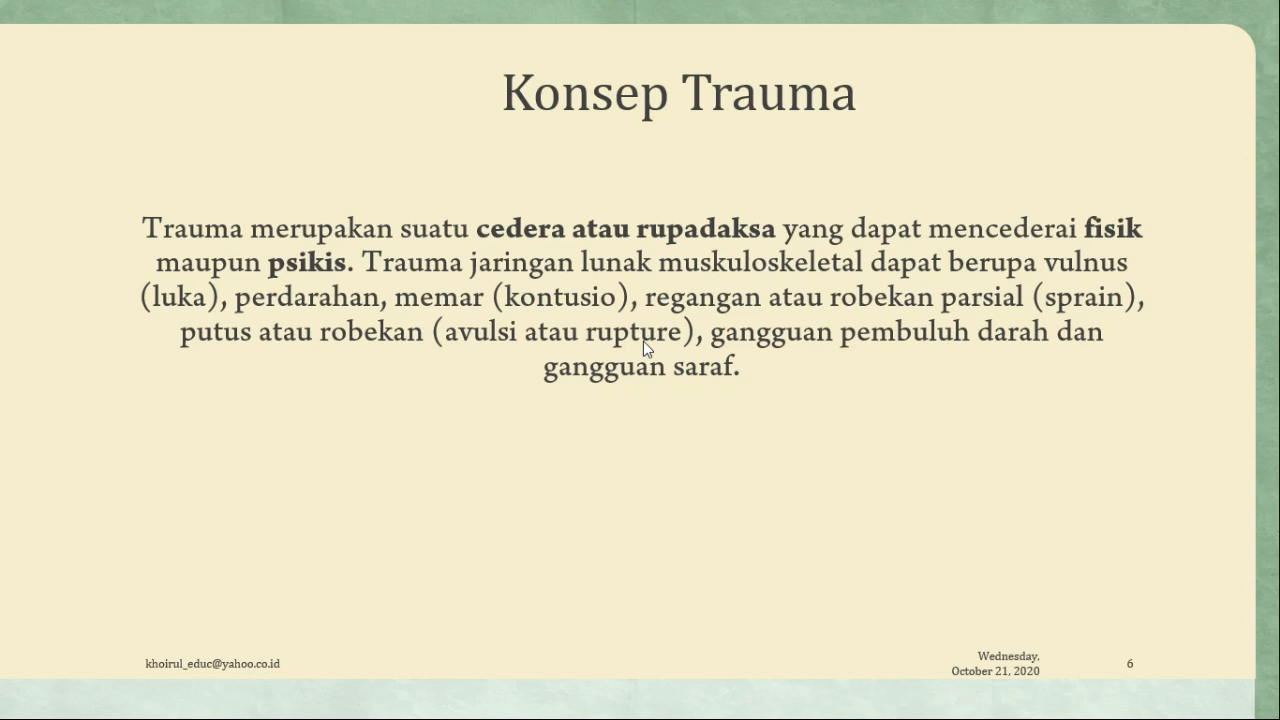 Konsep Trauma
Trauma merupakan suatu cedera atau rupadaksa yang dapat mencederai fisik
maupun psikis. Trauma jaringan lunak muskuloskeletal dapat berupa vulnus
(luka), perdarahan, memar (kontusio), regangan atau robekan parsial (sprain),
putus atau robekan (avulsi atau rupture), gangguan pembuluh darah dan
gangguan saraf.
khoirul_educ@yahoo.co.id
Wednesday,
October 21, 2020
6